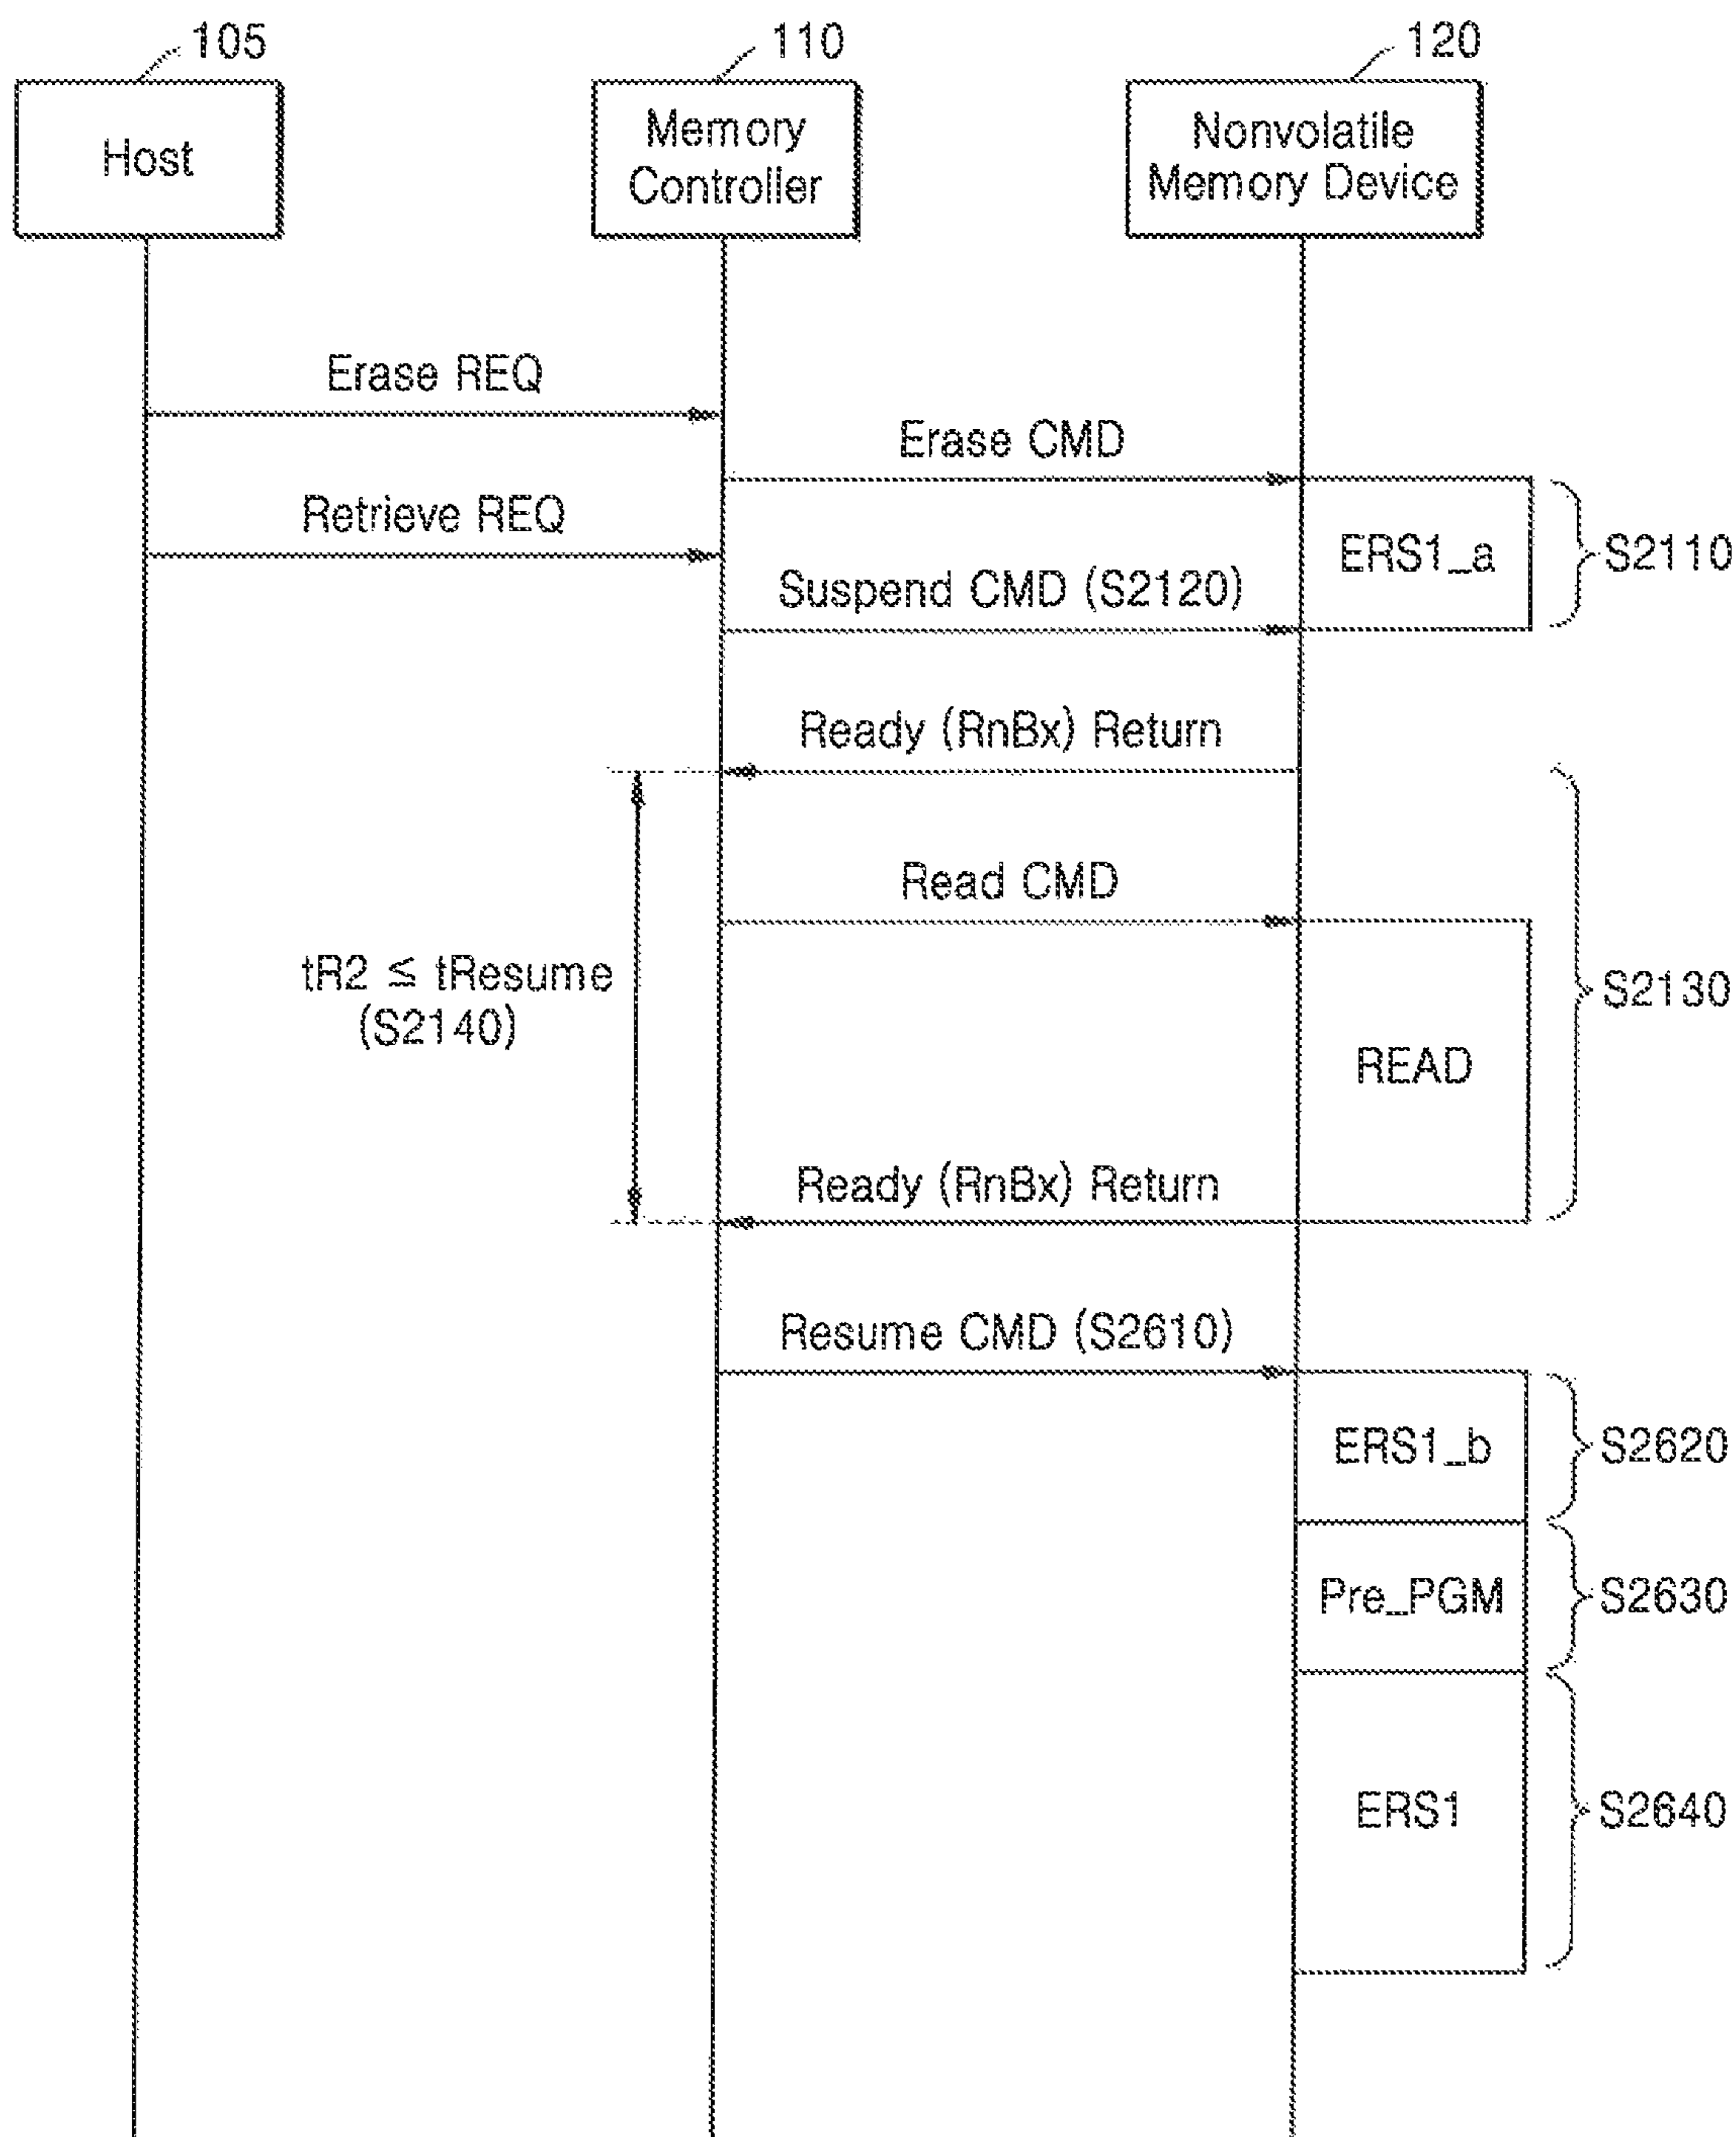 105
110
120
Host
Memory
Controller
Nonvolatile
Memory Device
Erase REQ
Erase CMD
Retrieve REQ
ERS1_a
S2110
Suspend CMD (S2120)
Ready (RnBx) Return
Read CMD
tR2 ≤ tResume
(S2140)
S2130
READ
Ready (RnBx) Return
Resume CMD (S2610)
ERS1_b
S2620
Pre_PGM
S2630
ERS1
S2640